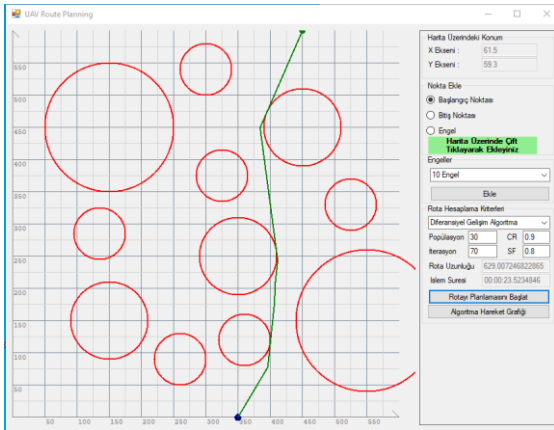 UAV Route Planning
550
500
450
400
350
300
250
200
150
100
50
50 100 150 200 250 300 350 400 450 500 550
Harita Üzerindeki Konum
X Ekseni : 61.5
Y Ekseni : 59.3
Nokta Ekle
Başlangıç Noktası
Bitiş Noktası
Engel
Harita Üzerinde Çift
Tıklayarak Ekleyiniz
Engeller
10 Engel
Ekle
Rota Hesaplama Kriterleri
Diferansiyel Gelişim Algoritma
Popülasyon 30 CR 0.9
Iterasyon 70 SF 0.8
Rota Uzunluğu 629.007246822865
Islem Suresi 00:00:23.5234846
Rotayı Planlamasını Başlat
Algoritma Hareket Grafiği